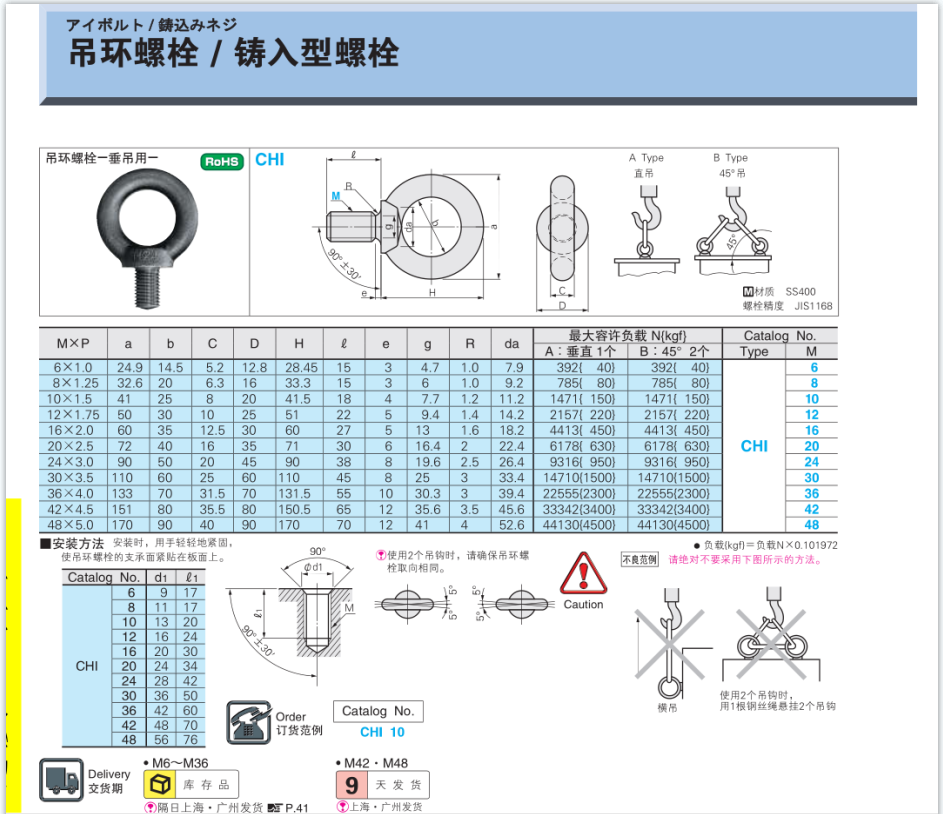 アイボルト / 鋳込みネジ
吊环螺栓 / 铸入型螺栓
吊环螺栓ー垂吊用ー
RoHS
CHI
ℓ
R
M
g
da
b
a
90°±30′
e
H
C
D
A Type
直吊
B Type
45°吊
45°
M材质 SS400
螺栓精度 JIS1168
M×P a b C D H ℓ e g R da 最大容许负载 N{kgf} Catalog No.
A：垂直 1个 B：45° 2个 Type M
6×1.0 24.9 14.5 5.2 12.8 28.45 15 3 4.7 1.0 7.9 392{ 40} 392{ 40} 6
8×1.25 32.6 20 6.3 16 33.3 15 3 6 1.0 9.2 785{ 80} 785{ 80} 8
10×1.5 41 25 8 20 41.5 18 4 7.7 1.2 11.2 1471{ 150} 1471{ 150} 10
12×1.75 50 30 10 25 51 22 5 9.4 1.4 14.2 2157{ 220} 2157{ 220} 12
16×2.0 60 35 12.5 30 60 27 5 13 1.6 18.2 4413{ 450} 4413{ 450} 16
20×2.5 72 40 16 35 71 30 6 16.4 2 22.4 6178{ 630} 6178{ 630} CHI 20
24×3.0 90 50 20 45 90 38 8 19.6 2.5 26.4 9316{ 950} 9316{ 950} 24
30×3.5 110 60 25 60 110 45 8 25 3 33.4 14710{1500} 14710{1500} 30
36×4.0 133 70 31.5 70 131.5 55 10 30.3 3 39.4 22555{2300} 22555{2300} 36
42×4.5 151 80 35.5 80 150.5 65 12 35.6 3.5 45.6 33342{3400} 33342{3400} 42
48×5.0 170 90 40 90 170 70 12 41 4 52.6 44130{4500} 44130{4500} 48
● 负载{kgf}＝负载N×0.101972
■安装方法 安装时，用手轻轻地紧固，
使吊环螺栓的支承面紧贴在板面上。
Catalog No. d1 ℓ1
6 9 17
8 11 17
10 13 20
12 16 24
16 20 30
CHI 20 24 34
24 28 42
30 36 50
36 42 60
42 48 70
48 56 76
90°
φd1
ℓ1
M
90°±30′
使用2个吊钩时，请确保吊环螺
栓取向相同。
5°
5°
5°
5°
Caution
不良范例 请绝对不要采用下图所示的方法。
横吊
使用2个吊钩时，
用1根钢丝绳悬挂2个吊钩
Order
订货范例
Catalog No.
CHI 10
Delivery
交货期
• M6～M36
库存品
隔日上海・广州发货 P.41
• M42・M48
9 天发货
上海・广州发货